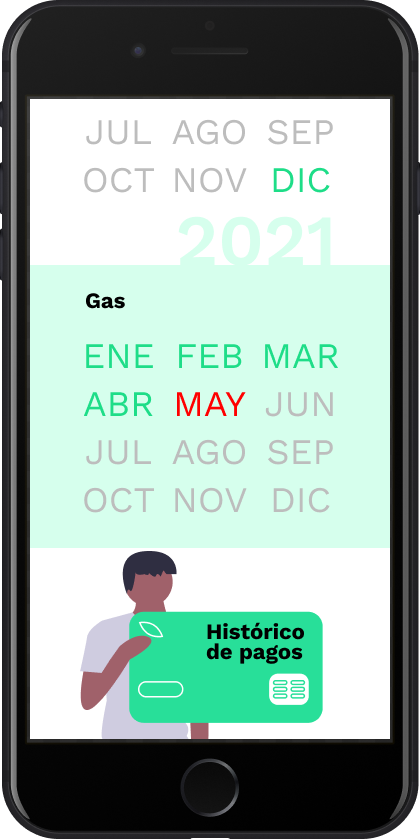 JUL AGO SEP
OCT NOV DIC
2021
Gas
ENE FEB MAR
ABR MAY JUN
JUL AGO SEP
OCT NOV DIC
Histórico
de pagos